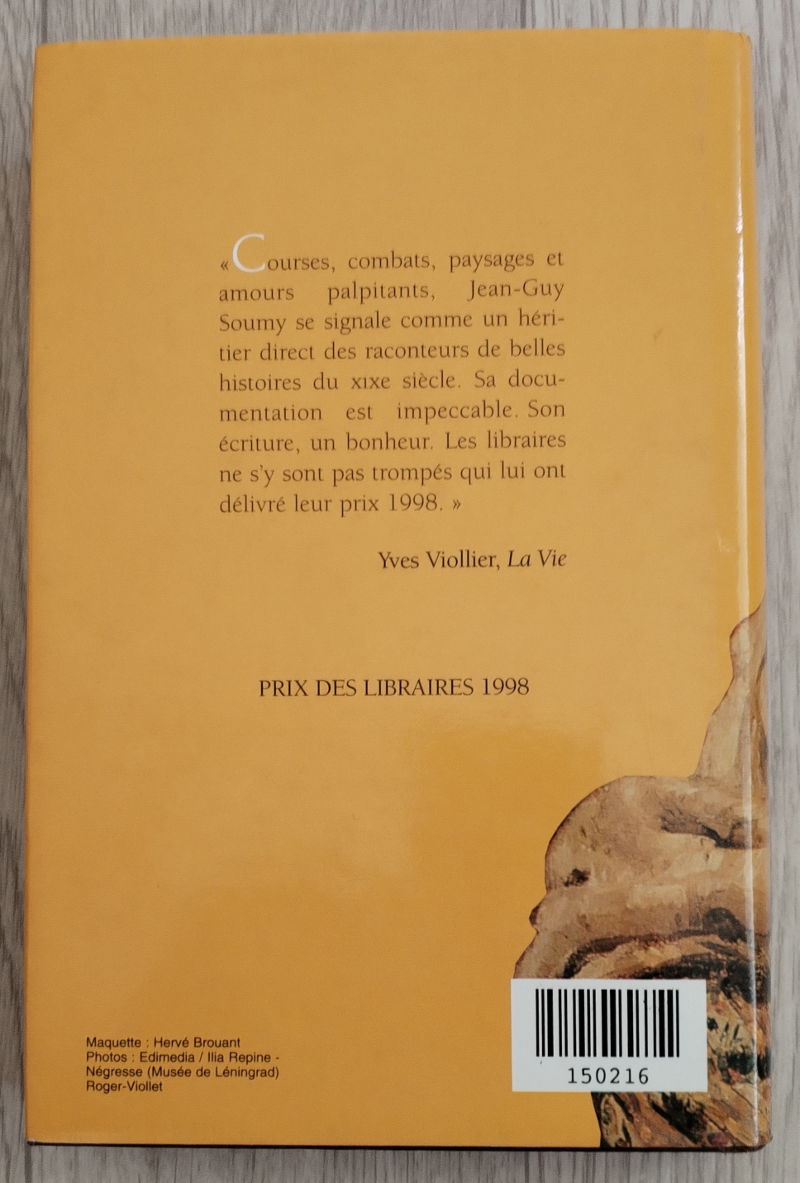 « Courses, combats, paysages et
amours palpitants, Jean-Guy
Soumy se signale comme un héri-
tier direct des raconteurs de belles
histoires du XIXe siècle. Sa docu-
mentation est impeccable. Son
écriture, un bonheur. Les libraires
ne s'y sont pas trompés qui lui ont
délivré leur prix 1998. »
Yves Viollier, La Vie
PRIX DES LIBRAIRES 1998
Maquette : Hervé Brouant
Photos : Edimedia / Ilia Repine -
Négresse (Musée de Léningrad)
Roger-Viollet
150216